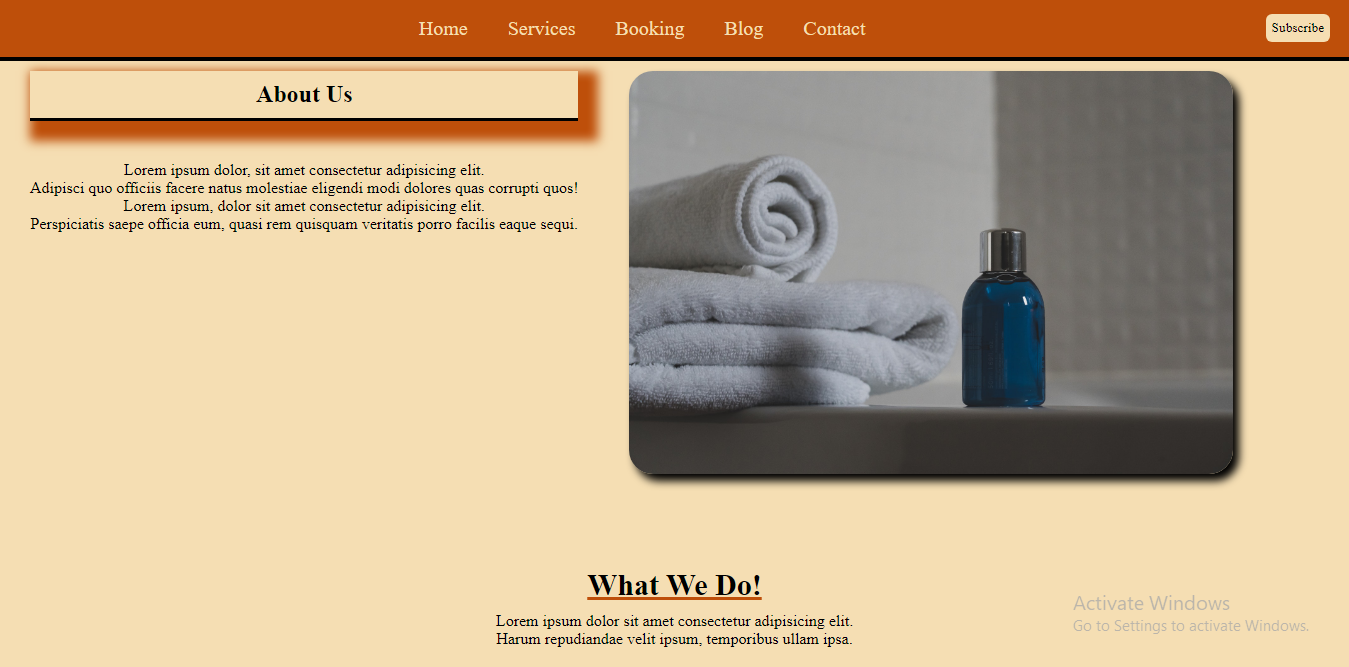 Home Services Booking Blog Contact Subscribe
About Us
Lorem ipsum dolor, sit amet consectetur adipisicing elit.
Adipisci quo officiis facere natus molestiae eligendi modi dolores quas corrupti quos!
Lorem ipsum, dolor sit amet consectetur adipisicing elit.
Perspiciatis saepe officia eum, quasi rem quisquam veritatis porro facilis eaque sequi.
What We Do!
Lorem ipsum dolor sit amet consectetur adipisicing elit.
Harum repudiandae velit ipsum, temporibus ullam ipsa.
Activate Windows
Go to Settings to activate Windows.